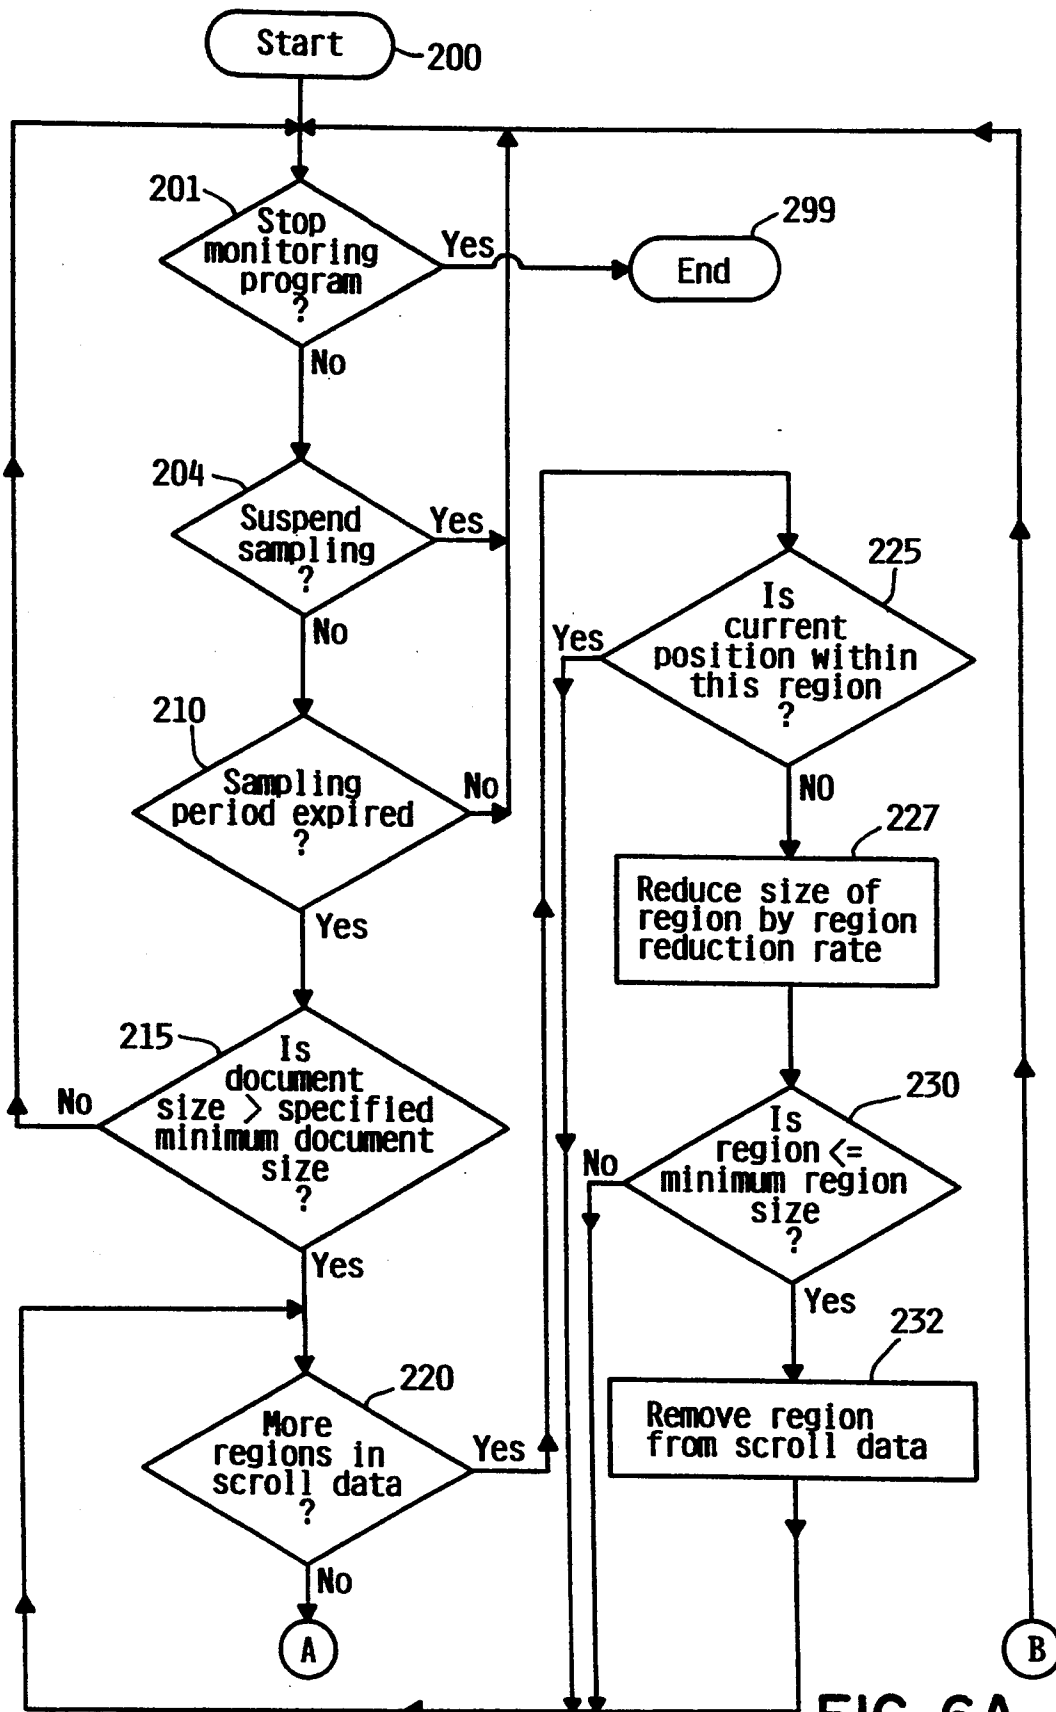 Start
200
201
Stop
monitoring
program
?
Yes
299
End
No
204
Suspend
sampling
?
Yes
No
210
Sampling
period expired
?
No
Yes
215
Is
document
size > specified
minimum document
size
?
No
Yes
220
More
regions in
scroll data
?
Yes
No
A
225
Is
current
position within
this region
?
Yes
NO
227
Reduce size of
region by region
reduction rate
230
Is
region <=
minimum region
size
?
No
Yes
232
Remove region
from scroll data
B
FIG. 6A